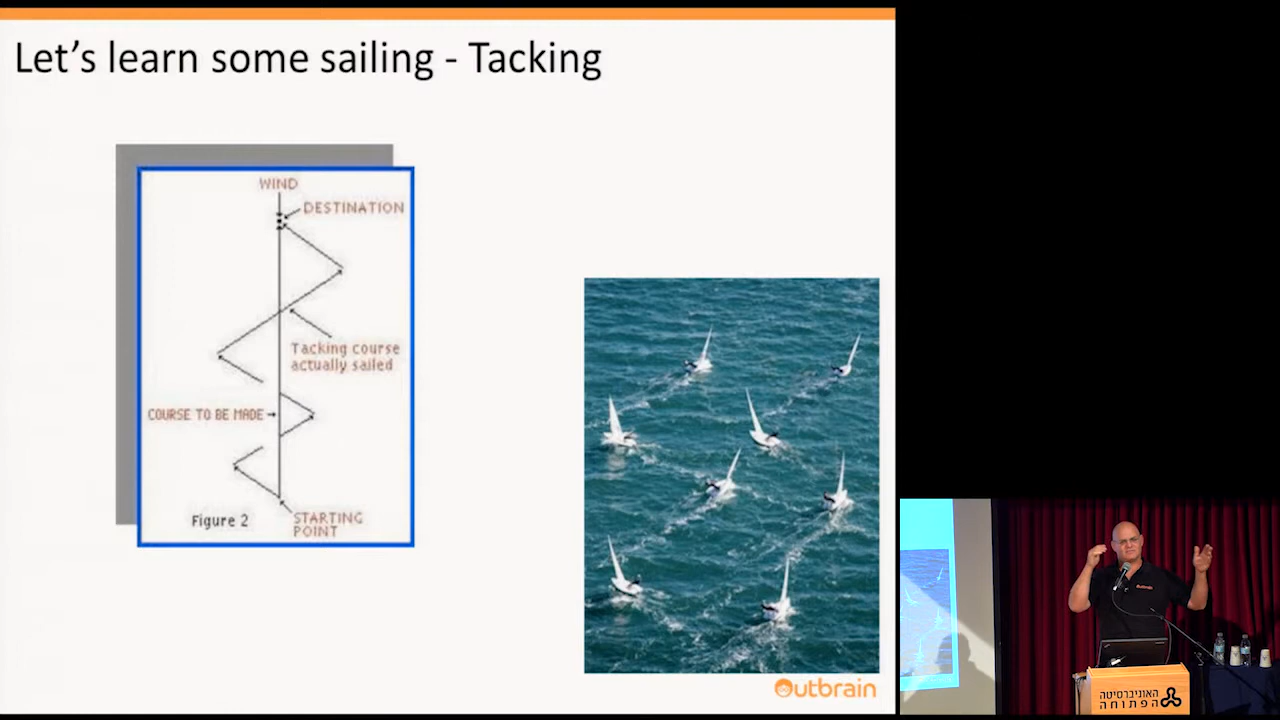 Let's learn some sailing - Tacking
WIND
DESTINATION
Tacking course
actually sailed
COURSE TO BE MADE
Figure 2
STARTING
POINT
Outbrain
האוניברסיטה
הפתוחה